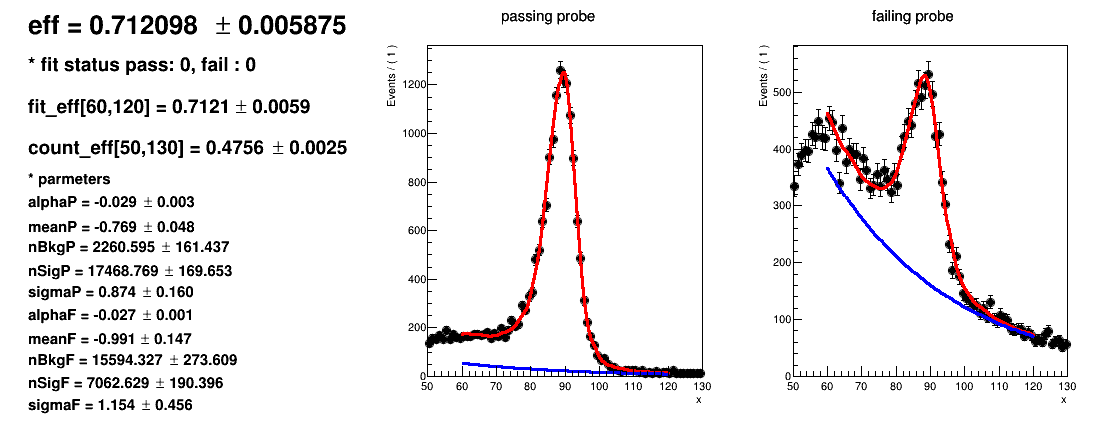 eff = 0.712098 ± 0.005875
* fit status pass: 0, fail : 0
fit_eff[60,120] = 0.7121 ± 0.0059
count_eff[50,130] = 0.4756 ± 0.0025
* parmeters
alphaP = -0.029 ± 0.003
meanP = -0.769 ± 0.048
nBkgP = 2260.595 ± 161.437
nSigP = 17468.769 ± 169.653
sigmaP = 0.874 ± 0.160
alphaF = -0.027 ± 0.001
meanF = -0.991 ± 0.147
nBkgF = 15594.327 ± 273.609
nSigF = 7062.629 ± 190.396
sigmaF = 1.154 ± 0.456
passing probe
Events / ( 1 )
1200
1000
800
600
400
200
0
50 60 70 80 90 100 110 120 130
x
failing probe
Events / ( 1 )
500
400
300
200
100
0
50 60 70 80 90 100 110 120 130
x